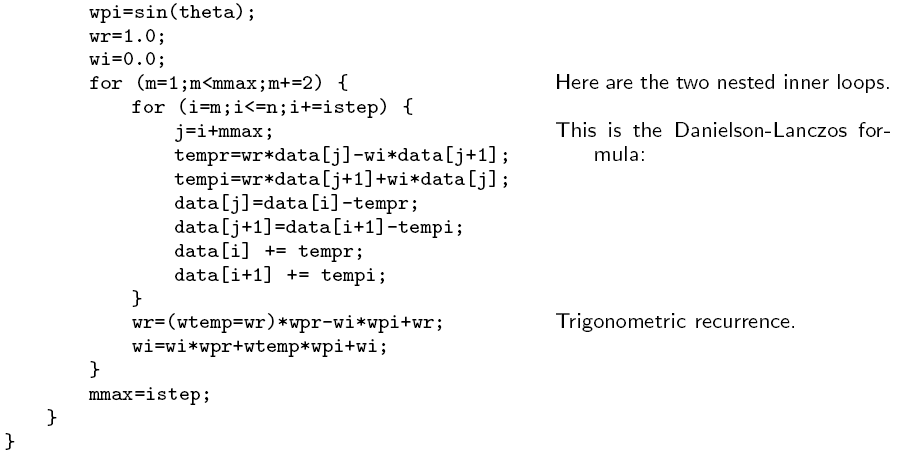 wpi=sin(theta);
wr=1.0;
wi=0.0;
for (m=1;m<mmax;m+=2) { Here are the two nested inner loops.
for (i=m;i<=n;i+=istep) {
j=i+mmax; This is the Danielson-Lanczos for-
tempr=wr*data[j]-wi*data[j+1]; mula:
tempi=wr*data[j+1]+wi*data[j];
data[j]=data[i]-tempr;
data[j+1]=data[i+1]-tempi;
data[i] += tempr;
data[i+1] += tempi;
}
wr=(wtemp=wr)*wpr-wi*wpi+wr; Trigonometric recurrence.
wi=wi*wpr+wtemp*wpi+wi;
}
mmax=istep;
}
}